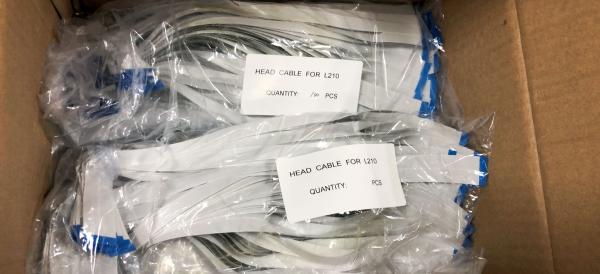 HEAD CABLE FOR L210
QUANTITY: PCS
HEAD CABLE FOR L210
QUANTITY: PCS